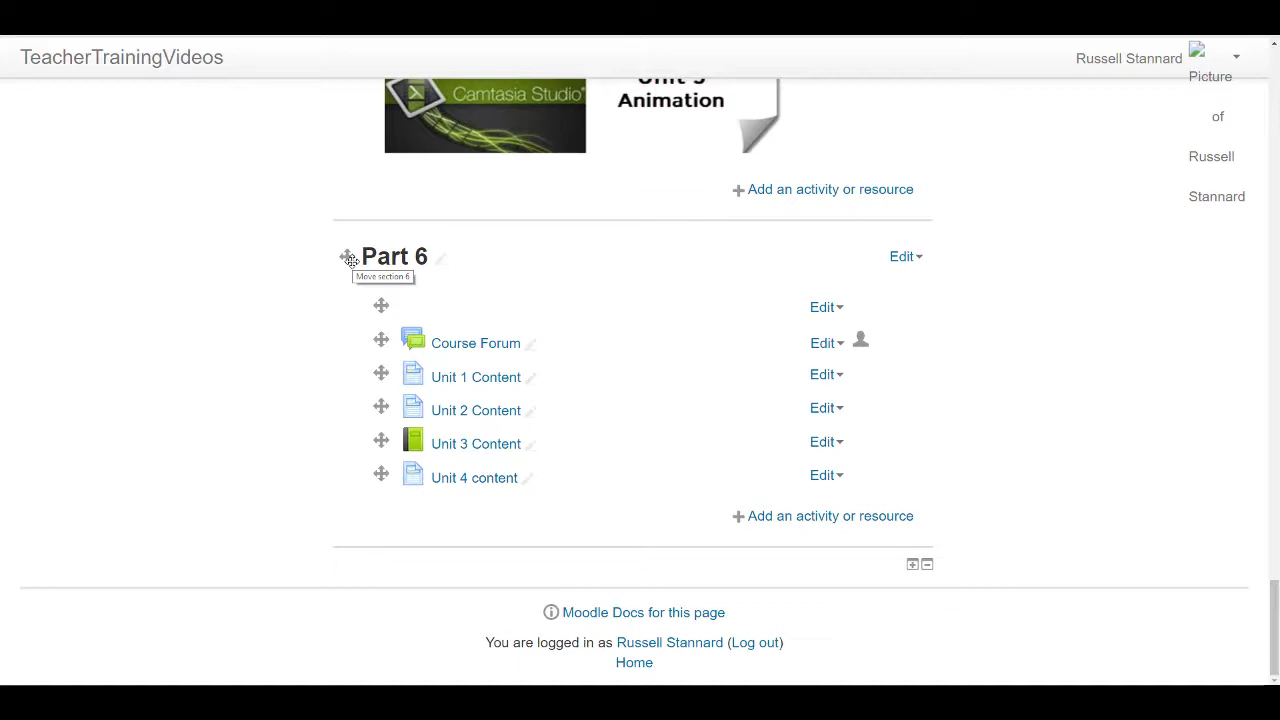 TeacherTrainingVideos
Russell Stannard
Picture
of
Russell
Stannard
Camtasia Studio
Animation
Add an activity or resource
Part 6
Edit
Move section 6
Edit
Course Forum
Edit
Unit 1 Content
Edit
Unit 2 Content
Edit
Unit 3 Content
Edit
Unit 4 content
Edit
Add an activity or resource
Moodle Docs for this page
You are logged in as Russell Stannard (Log out)
Home